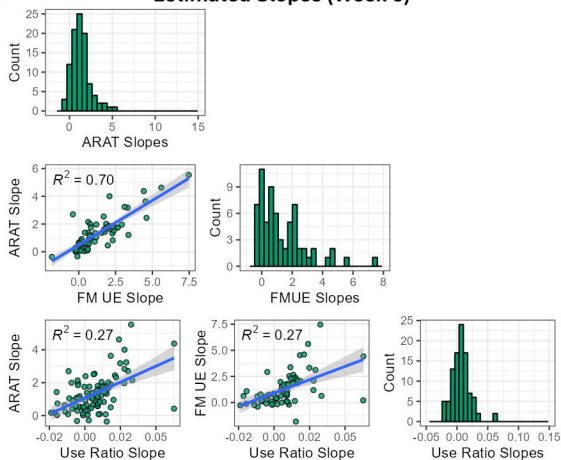 25
20
15
10
5
0
Count
0 5 10 15
ARAT Slopes
6
4
2
0
ARAT Slope
R² = 0.70
0.0 2.5 5.0 7.5
FM UE Slope
9
6
3
0
Count
0 2 4 6 8
FMUE Slopes
4
2
0
ARAT Slope
R² = 0.27
-0.02 0.00 0.02 0.05
Use Ratio Slope
7.5
5.0
2.5
0.0
FM UE Slope
R² = 0.27
-0.02 0.00 0.02 0.05
Use Ratio Slope
25
20
15
10
5
0
Count
-0.05 0.00 0.05 0.10 0.15
Use Ratio Slopes